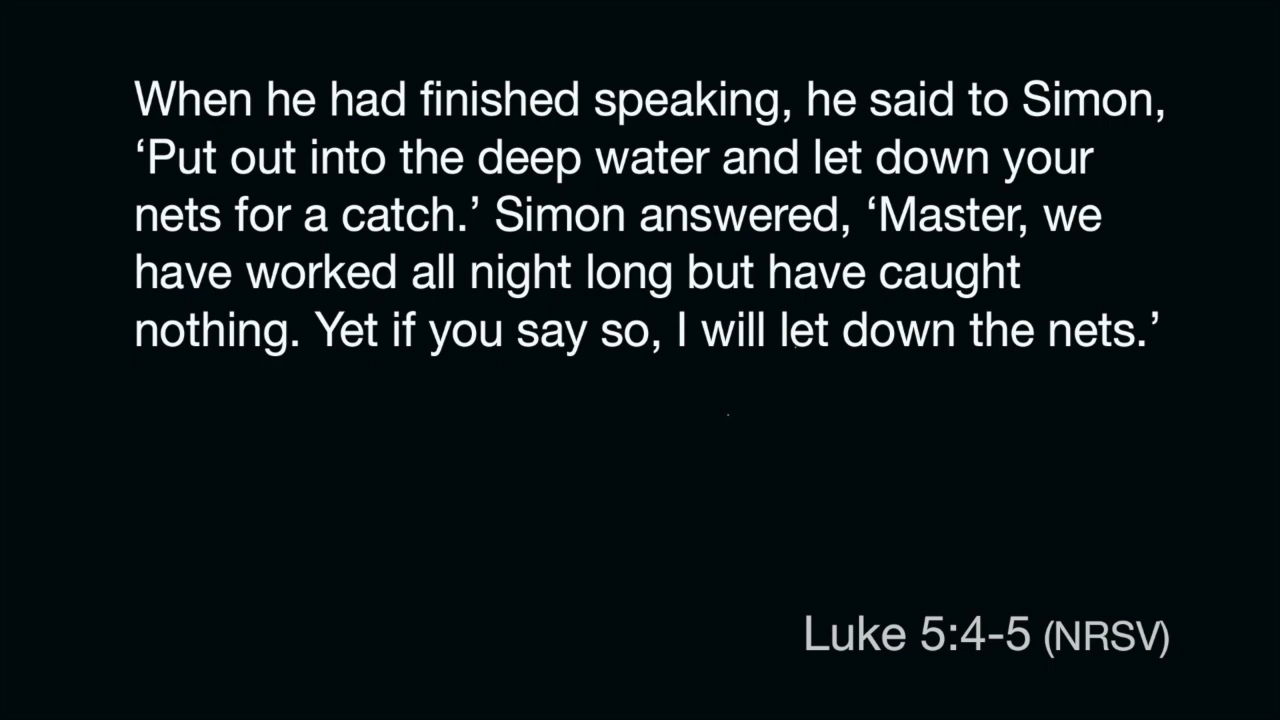 When he had finished speaking, he said to Simon,
‘Put out into the deep water and let down your
nets for a catch.’ Simon answered, ‘Master, we
have worked all night long but have caught
nothing. Yet if you say so, I will let down the nets.’
Luke 5:4-5 (NRSV)